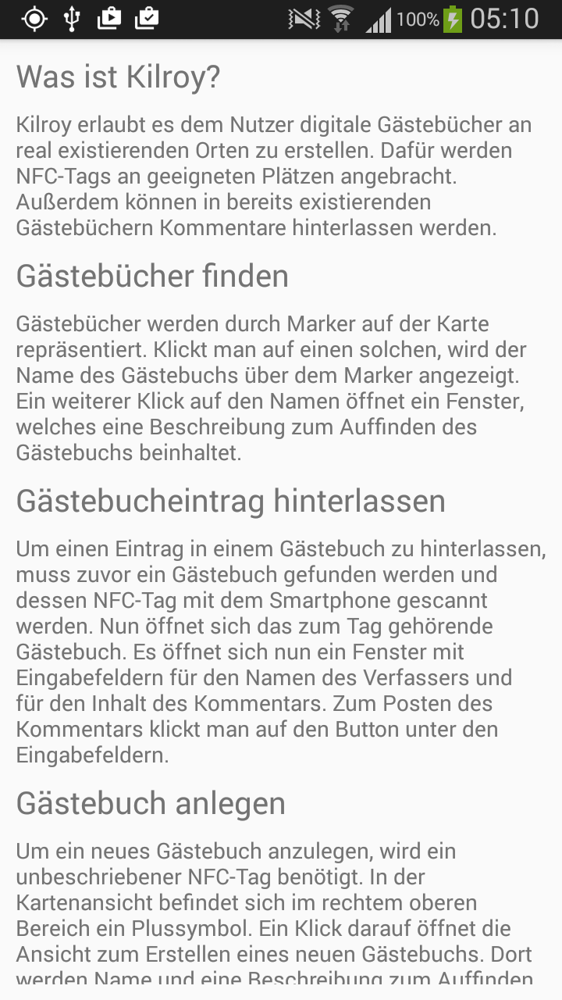 100% 05:10
Was ist Kilroy?
Kilroy erlaubt es dem Nutzer digitale Gästebücher an
real existierenden Orten zu erstellen. Dafür werden
NFC-Tags an geeigneten Plätzen angebracht.
Außerdem können in bereits existierenden
Gästebüchern Kommentare hinterlassen werden.
Gästebücher finden
Gästebücher werden durch Marker auf der Karte
repräsentiert. Klickt man auf einen solchen, wird der
Name des Gästebuchs über dem Marker angezeigt.
Ein weiterer Klick auf den Namen öffnet ein Fenster,
welches eine Beschreibung zum Auffinden des
Gästebuchs beinhaltet.
Gästebucheintrag hinterlassen
Um einen Eintrag in einem Gästebuch zu hinterlassen,
muss zuvor ein Gästebuch gefunden werden und
dessen NFC-Tag mit dem Smartphone gescannt
werden. Nun öffnet sich das zum Tag gehörende
Gästebuch. Es öffnet sich nun ein Fenster mit
Eingabefeldern für den Namen des Verfassers und
für den Inhalt des Kommentars. Zum Posten des
Kommentars klickt man auf den Button unter den
Eingabefeldern.
Gästebuch anlegen
Um ein neues Gästebuch anzulegen, wird ein
unbeschriebener NFC-Tag benötigt. In der
Kartenansicht befindet sich im rechtem oberen
Bereich ein Plussymbol. Ein Klick darauf öffnet die
Ansicht zum Erstellen eines neuen Gästebuchs. Dort
werden Name und eine Beschreibung zum Auffinden